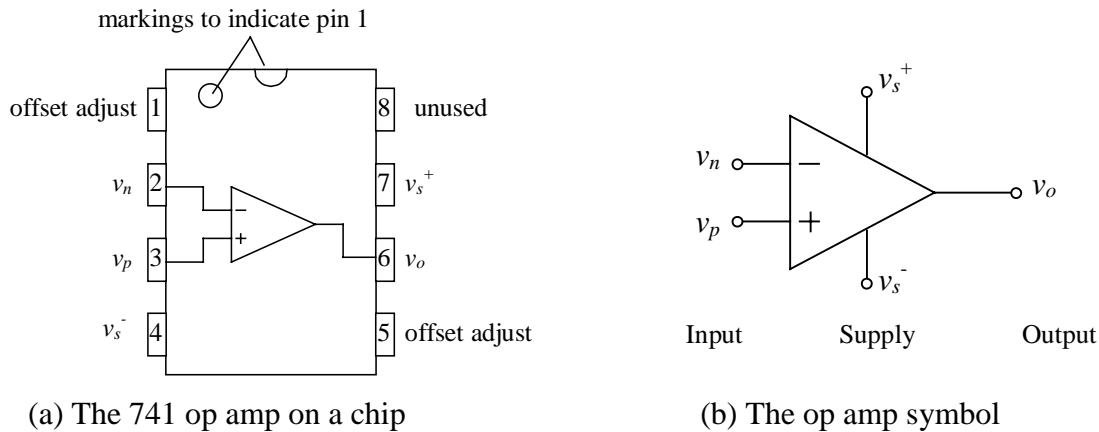 markings to indicate pin 1
offset adjust 1 8 unused
vn 2 7 vs+
−
+
vp 3 6 vo
vs- 4 5 offset adjust
(a) The 741 op amp on a chip
vs+
vn −
vo
vp +
vs-
Input Supply Output
(b) The op amp symbol